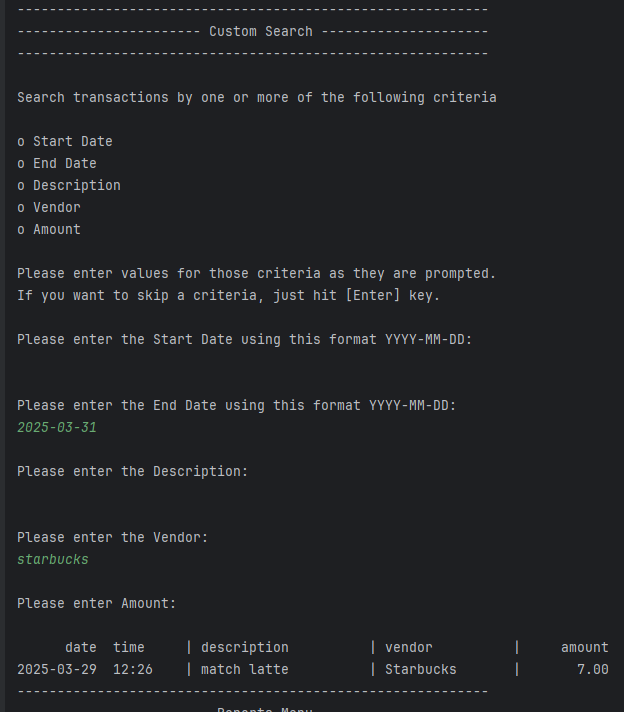 -----------------------------------------------------------
----------------------- Custom Search ---------------------
-----------------------------------------------------------
Search transactions by one or more of the following criteria
o Start Date
o End Date
o Description
o Vendor
o Amount
Please enter values for those criteria as they are prompted.
If you want to skip a criteria, just hit [Enter] key.
Please enter the Start Date using this format YYYY-MM-DD:
Please enter the End Date using this format YYYY-MM-DD:
2025-03-31
Please enter the Description:
Please enter the Vendor:
starbucks
Please enter Amount:
      date  time     | description          | vendor          |     amount
2025-03-29  12:26    | match latte          | Starbucks       |       7.00
-----------------------------------------------------------
Reports Menu